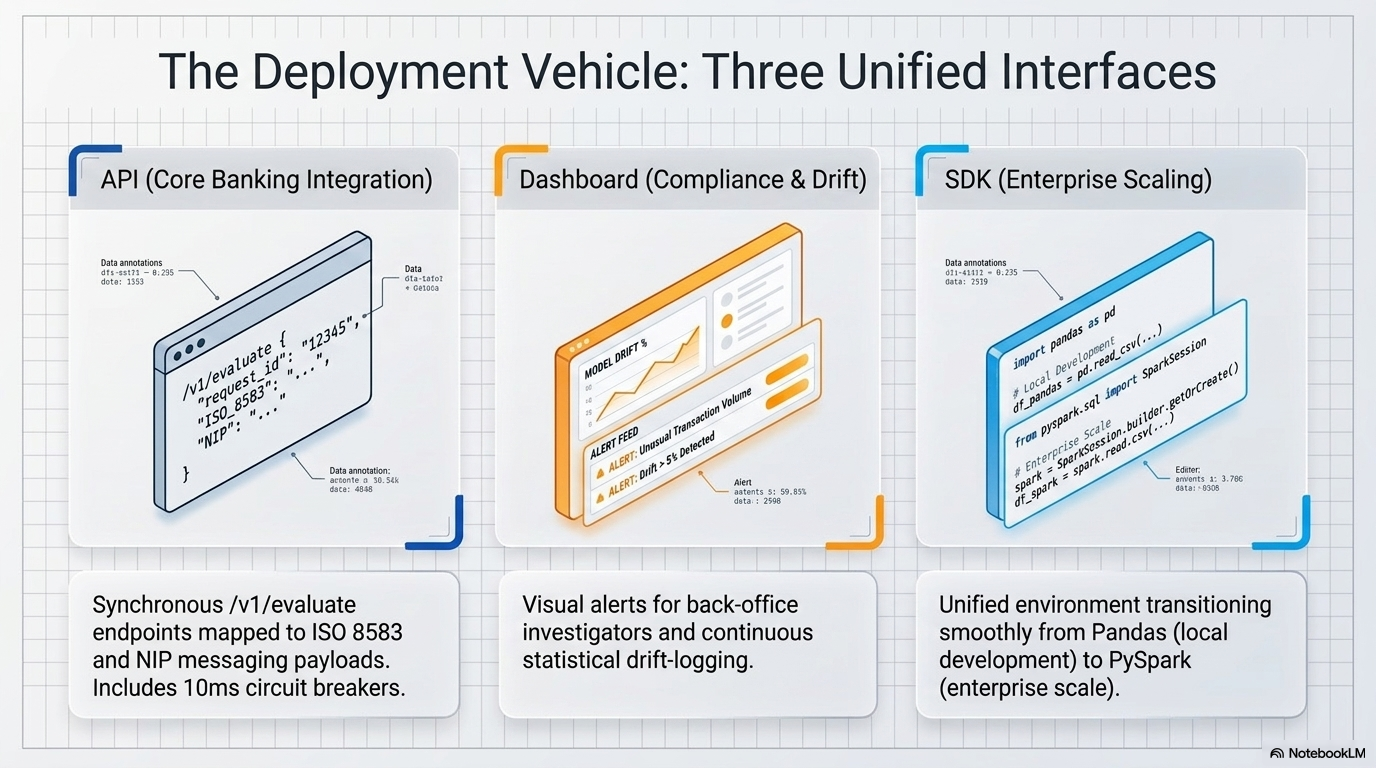 The Deployment Vehicle: Three Unified Interfaces
API (Core Banking Integration)
Data annotations
Data
/v1/evaluate {
"request_id": "12345",
"ISO_8583": "...",
"NIP": "..."
}
Data annotation:
Synchronous /v1/evaluate
endpoints mapped to ISO 8583
and NIP messaging payloads.
Includes 10ms circuit breakers.
Dashboard (Compliance & Drift)
MODEL DRIFT %
ALERT FEED
ALERT: Unusual Transaction Volume
ALERT: Drift > 5% Detected
Alert
Visual alerts for back-office
investigators and continuous
statistical drift-logging.
SDK (Enterprise Scaling)
Data annotations
data: 2519
import pandas as pd
# Local Development
df_pandas = pd.read_csv(...)
from pyspark.sql import SparkSession
# Enterprise Scale
spark = SparkSession.builder.getOrCreate()
df_spark = spark.read.csv(...)
Unified environment transitioning
smoothly from Pandas (local
development) to PySpark
(enterprise scale).
NotebookLM